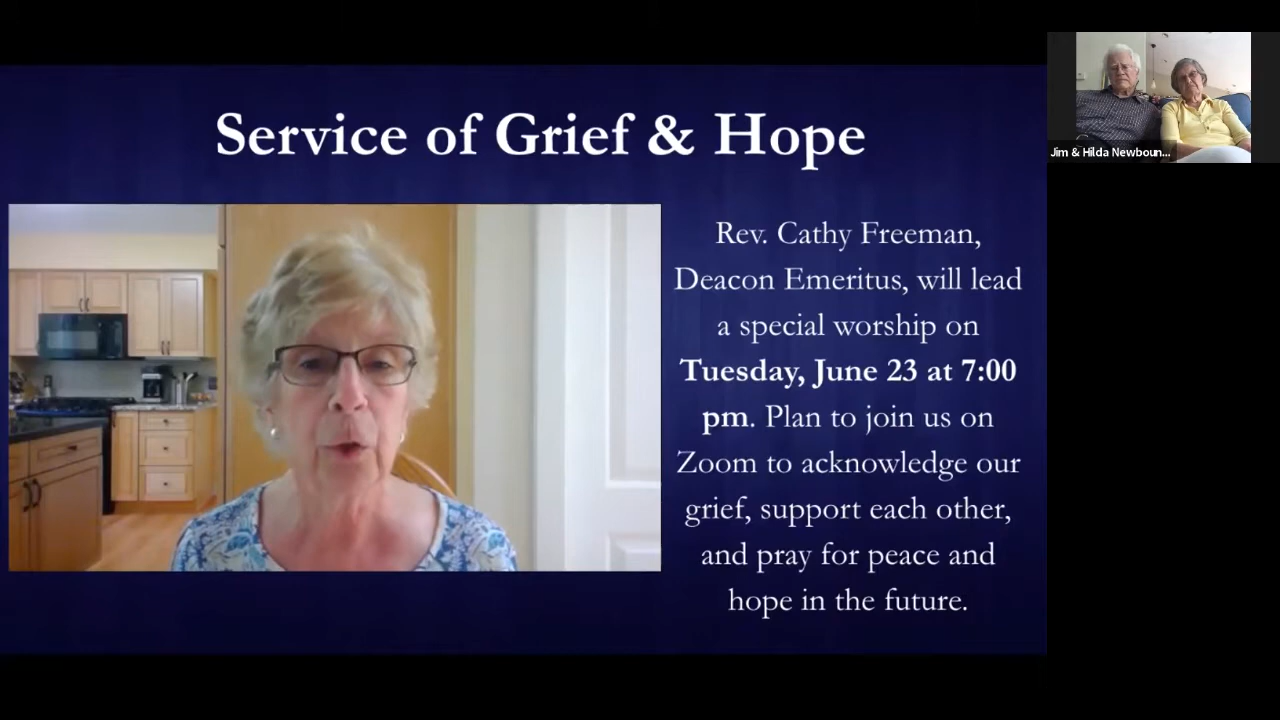 Service of Grief & Hope
Rev. Cathy Freeman,
Deacon Emeritus, will lead
a special worship on
Tuesday, June 23 at 7:00
pm. Plan to join us on
Zoom to acknowledge our
grief, support each other,
and pray for peace and
hope in the future.
Jim & Hilda Newboun...